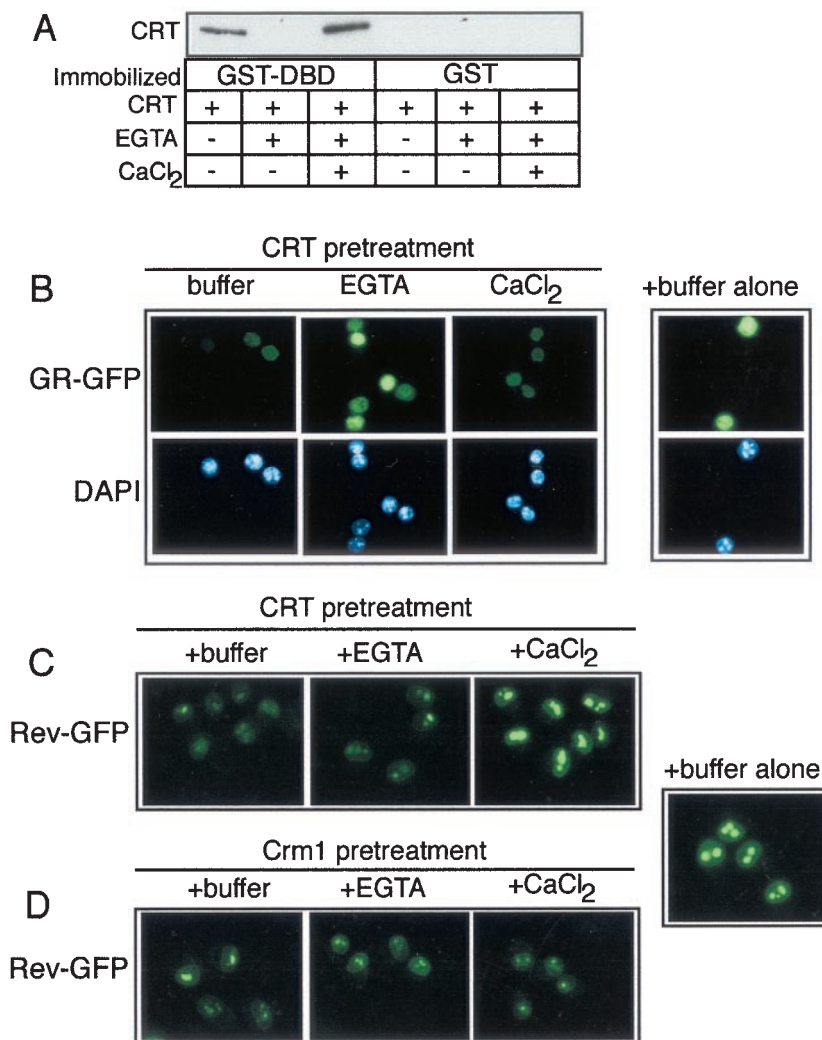 A
CRT
Immobilized GST-DBD GST
CRT + + + + + +
EGTA - + + - + +
CaCl2 - - + - - +
CRT pretreatment
B
buffer EGTA CaCl2 +buffer alone
GR-GFP
DAPI
CRT pretreatment
C
+buffer +EGTA +CaCl2
Rev-GFP
+buffer alone
Crm1 pretreatment
D
+buffer +EGTA +CaCl2
Rev-GFP